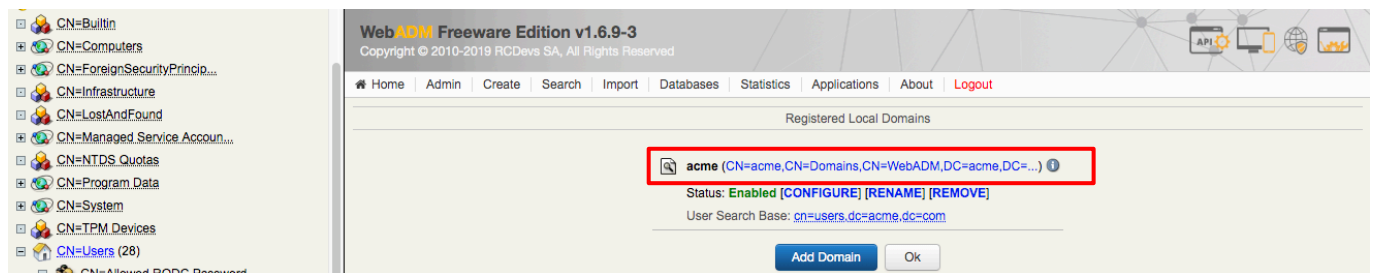 CN=Builtin
CN=Computers
CN=ForeignSecurityPrincip...
CN=Infrastructure
CN=LostAndFound
CN=Managed Service Accoun...
CN=NTDS Quotas
CN=Program Data
CN=System
CN=TPM Devices
CN=Users (28)
CN=Allowed RODC Password
WebADM Freeware Edition v1.6.9-3
Copyright © 2010-2019 RCDevs SA, All Rights Reserved
API
Home Admin Create Search Import Databases Statistics Applications About Logout
Registered Local Domains
acme (CN=acme,CN=Domains,CN=WebADM,DC=acme,DC=...)
Status: Enabled [CONFIGURE] [RENAME] [REMOVE]
User Search Base: cn=users,dc=acme,dc=com
Add Domain Ok